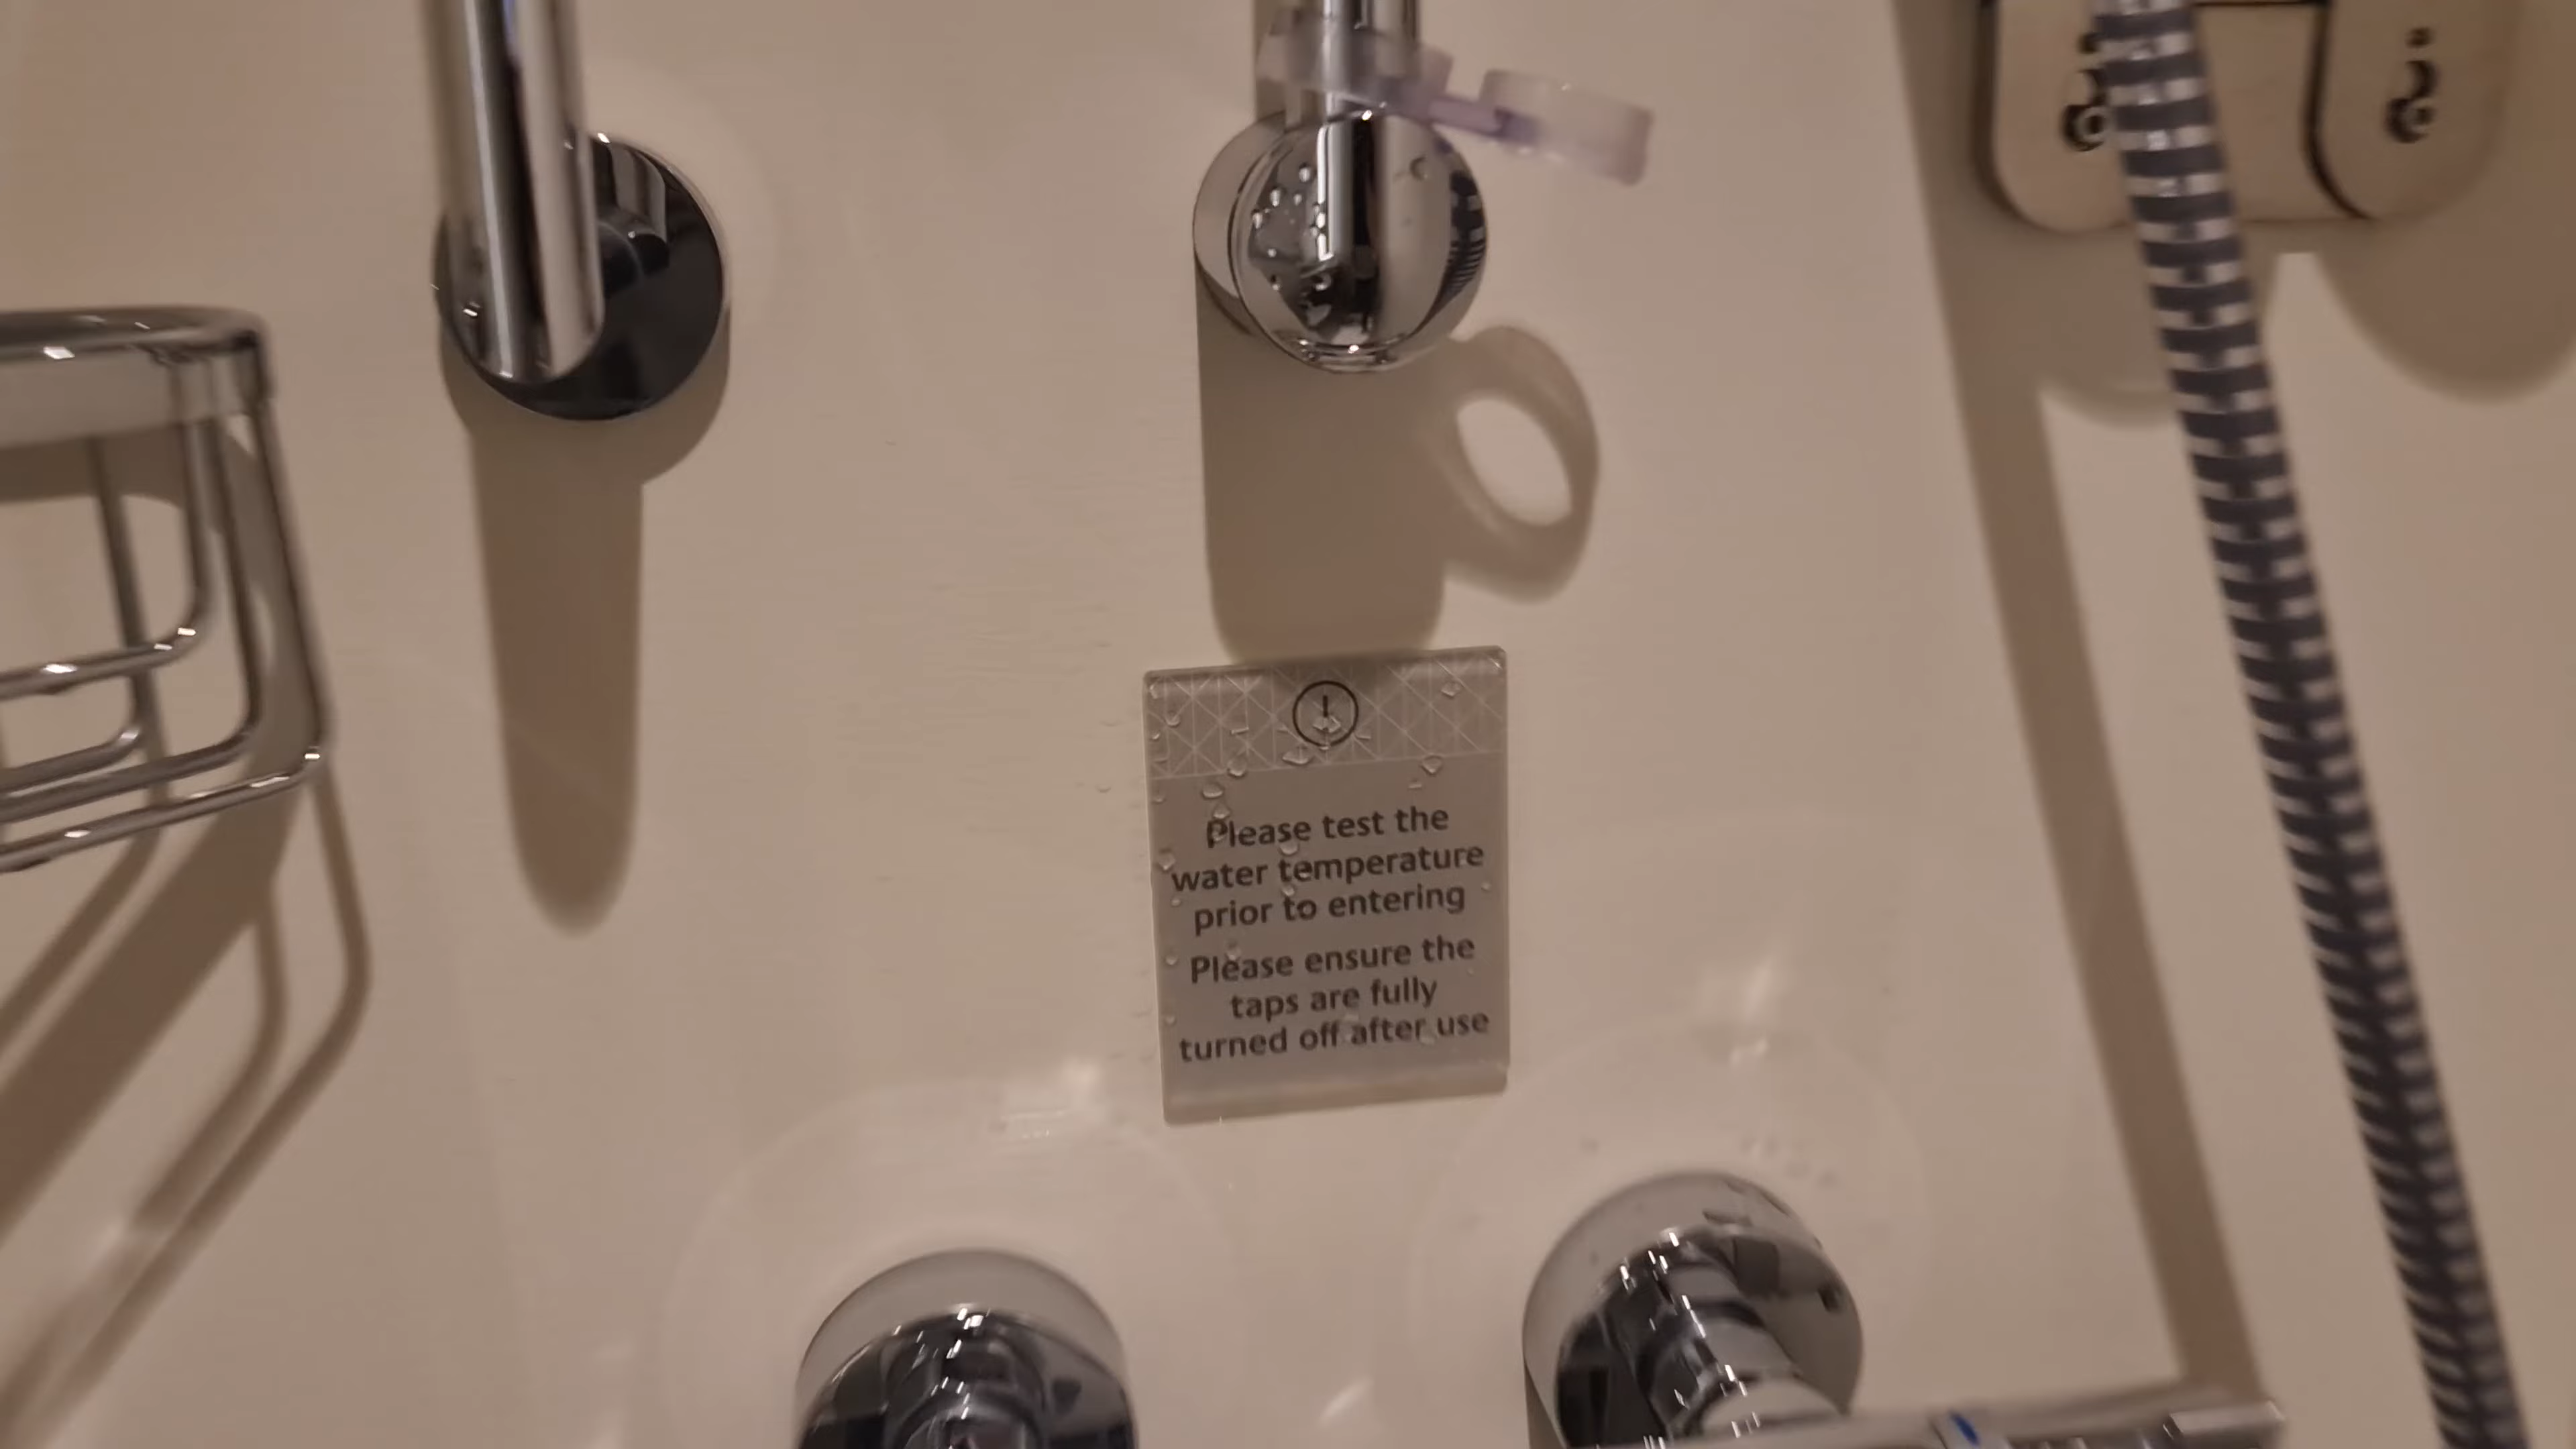 Please test the
water temperature
prior to entering
Please ensure the
taps are fully
turned off after use